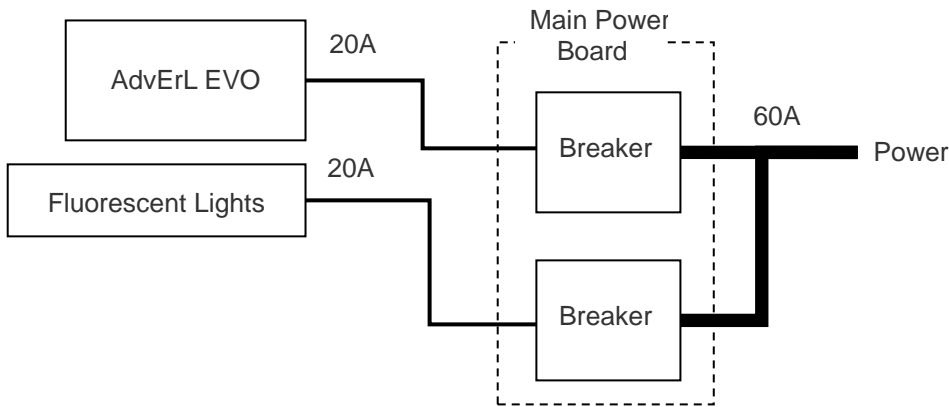 Main Power
Board
20A
AdvErL EVO
60A
Breaker
Power
20A
Fluorescent Lights
Breaker